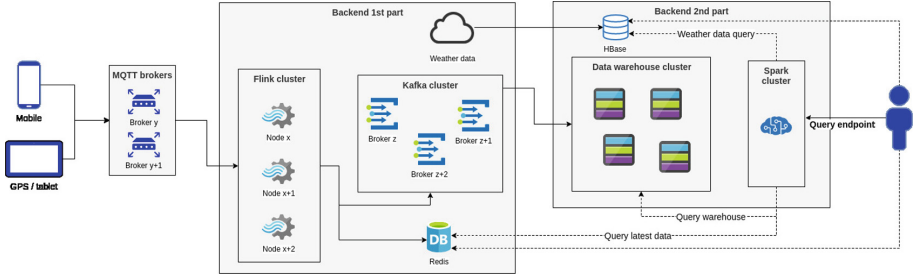 Backend 1st part
Backend 2nd part
Weather data
HBase
Weather data query
MQTT brokers
Broker y
Broker y+1
Mobile
GPS / tablet
Flink cluster
Node x
Node x+1
Node x+2
Kafka cluster
Broker z
Broker z+1
Broker z+2
DB
Redis
Data warehouse cluster
Spark
cluster
Query endpoint
Query warehouse
Query latest data